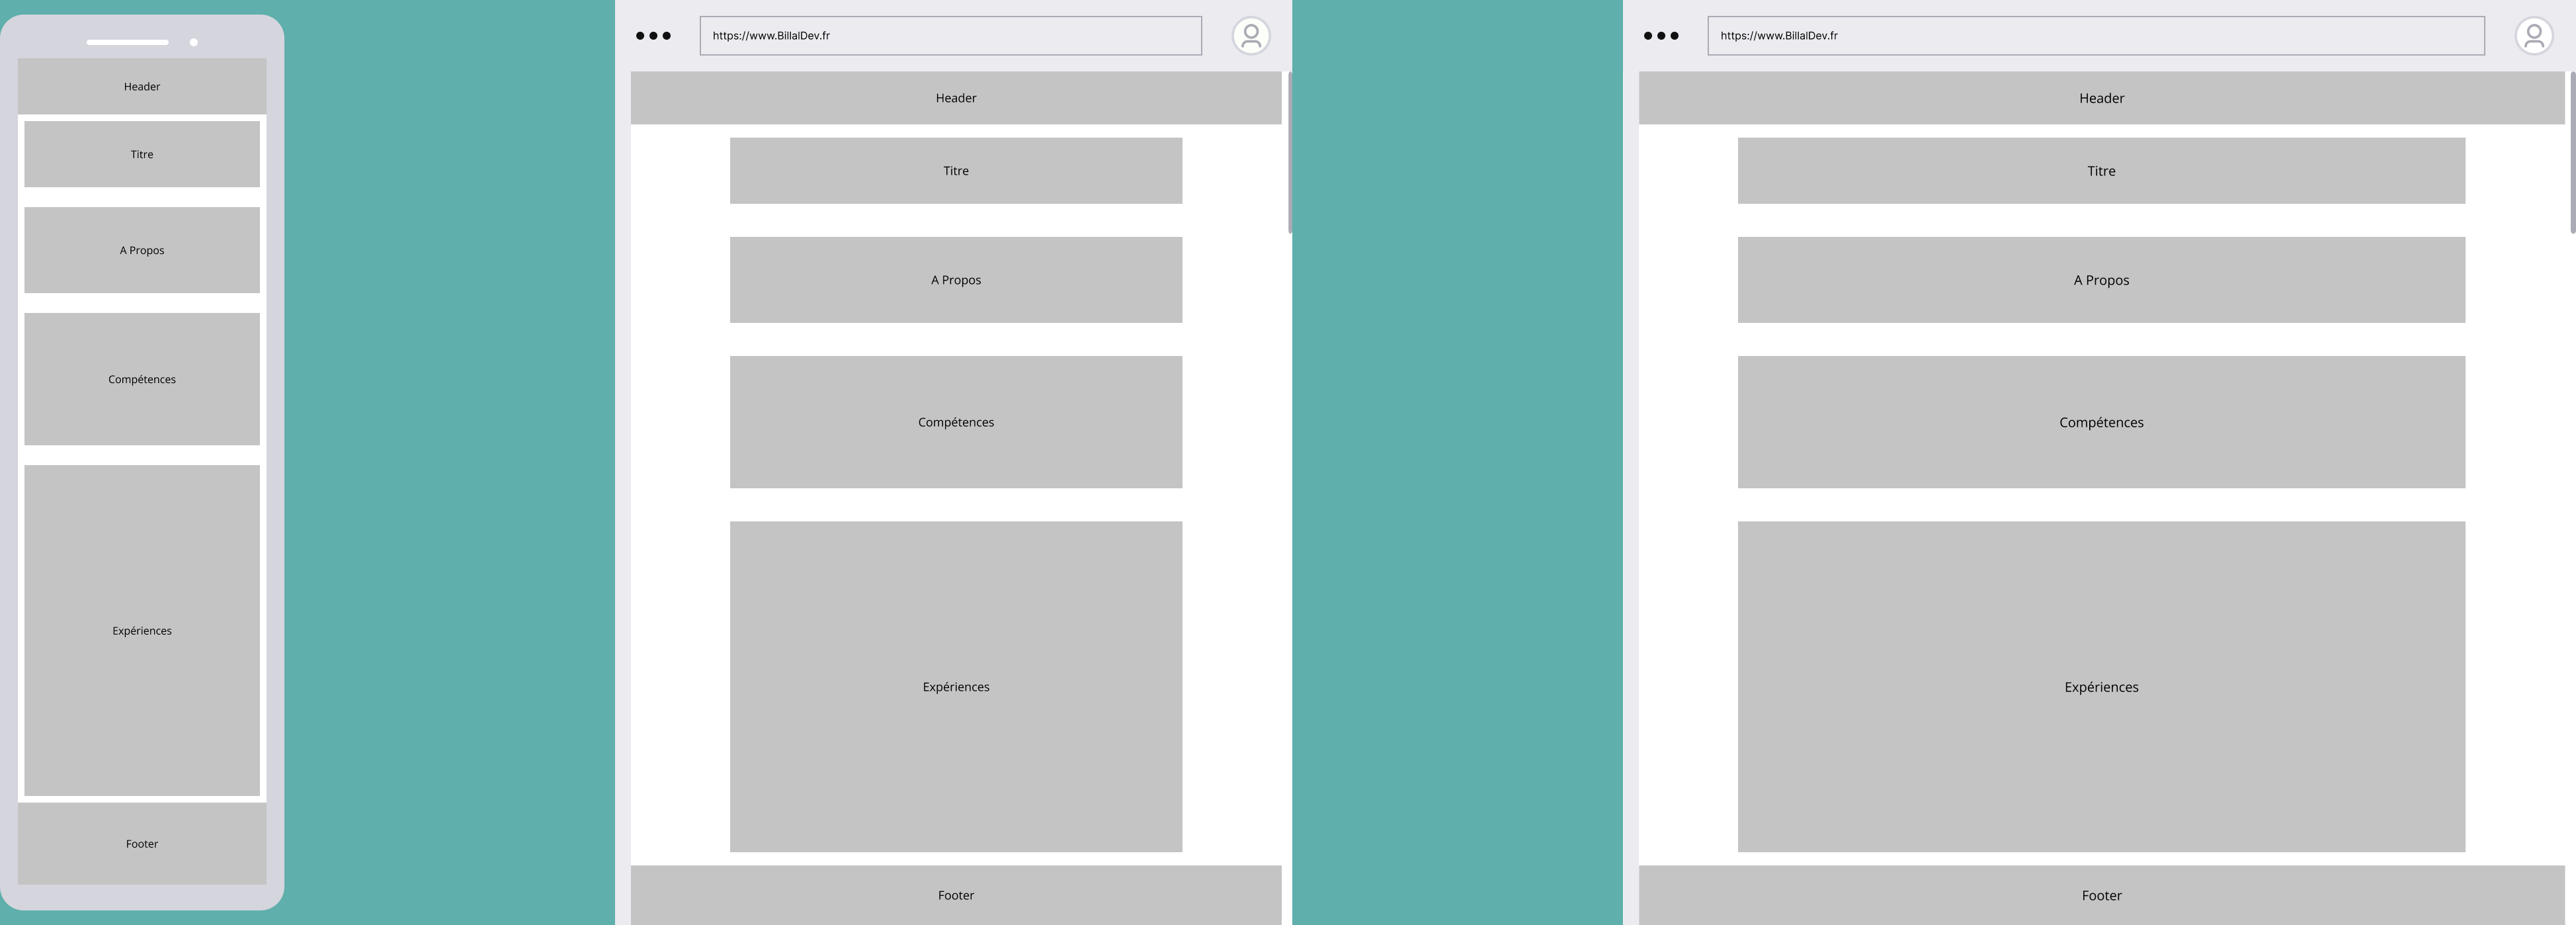 Header
Titre
A Propos
Compétences
Expériences
Footer
https://www.BillalDev.fr
Header
Titre
A Propos
Compétences
Expériences
Footer
https://www.BillalDev.fr
Header
Titre
A Propos
Compétences
Expériences
Footer